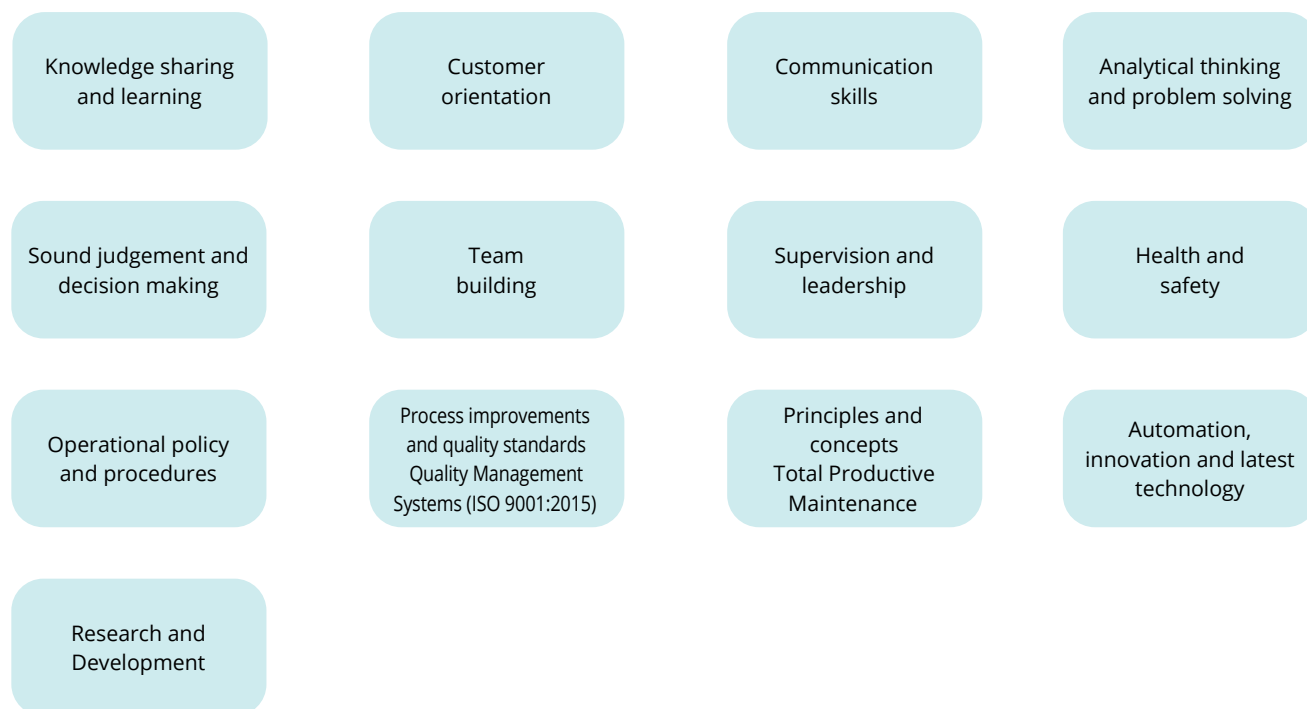 Knowledge sharing
and learning
Customer
orientation
Communication
skills
Analytical thinking
and problem solving
Sound judgement and
decision making
Team
building
Supervision and
leadership
Health and
safety
Operational policy
and procedures
Process improvements
and quality standards
Quality Management
Systems (ISO 9001:2015)
Principles and
concepts
Total Productive
Maintenance
Automation,
innovation and latest
technology
Research and
Development